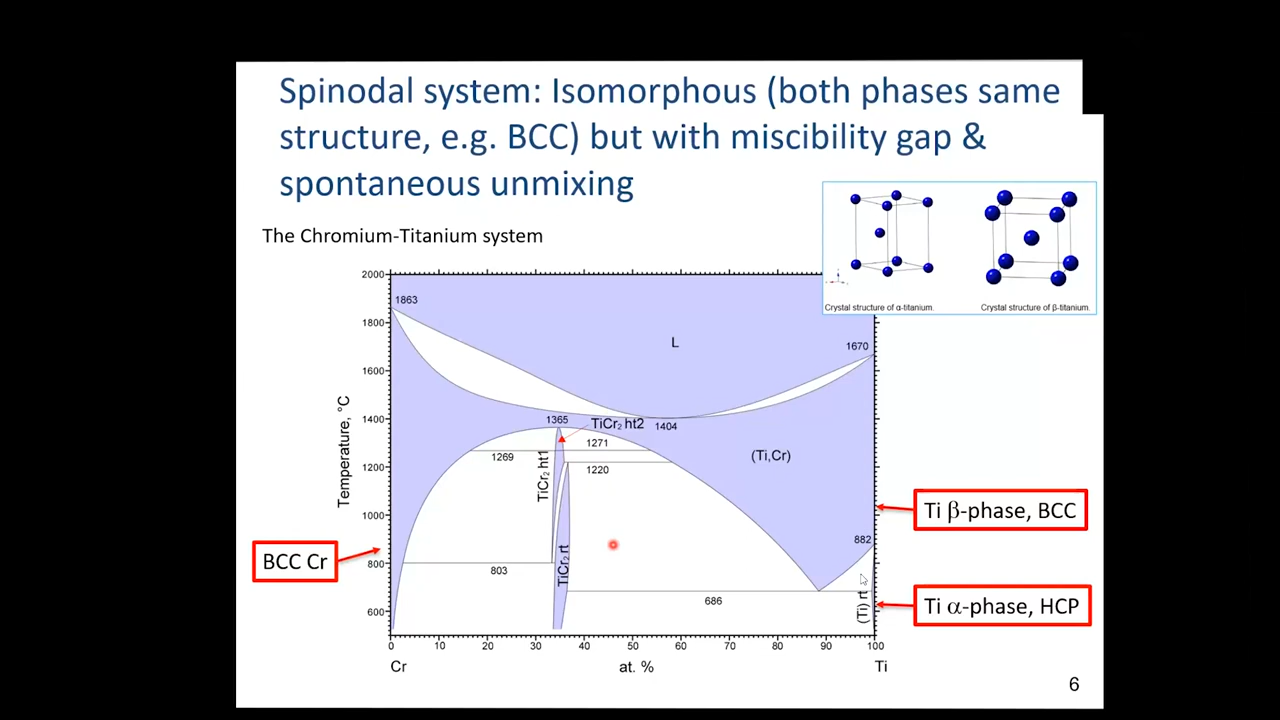 Spinodal system: Isomorphous (both phases same
structure, e.g. BCC) but with miscibility gap &
spontaneous unmixing
The Chromium-Titanium system
Crystal structure of α-titanium.
Crystal structure of β-titanium.
Temperature, °C
2000
1800
1600
1400
1200
1000
800
600
1863
L
1670
1365
TiCr₂ ht2
1404
1271
1269
1220
TiCr₂ ht1
(Ti,Cr)
882
803
TiCr₂ rt
686
(Ti) rt
BCC Cr
Ti β-phase, BCC
Ti α-phase, HCP
0
10
20
30
40
50
60
70
80
90
100
Cr
at. %
Ti
6